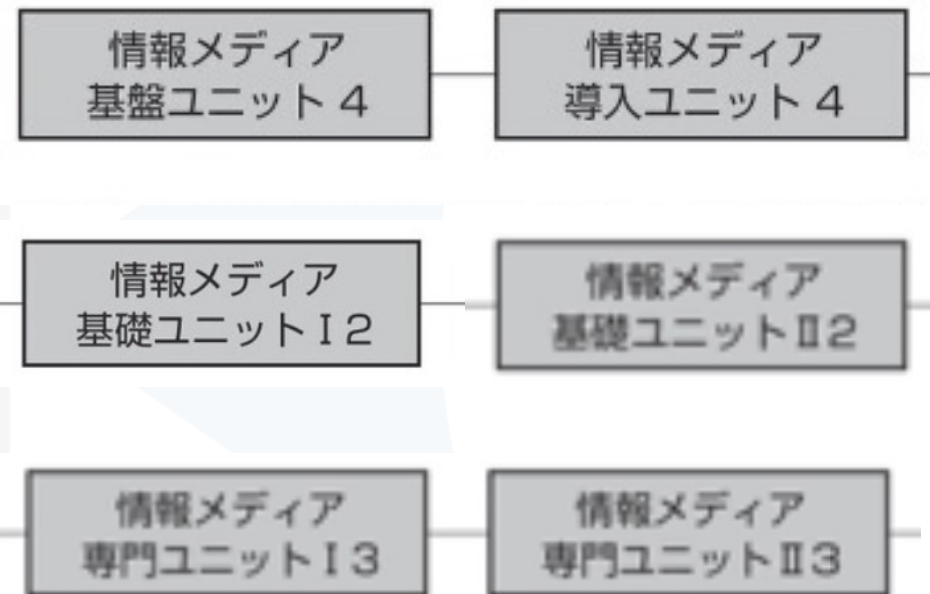 情報メディア
基盤ユニット 4
情報メディア
導入ユニット 4
情報メディア
基礎ユニットⅠ2
情報メディア
基礎ユニットⅡ2
情報メディア
専門ユニットⅠ3
情報メディア
専門ユニットⅡ3